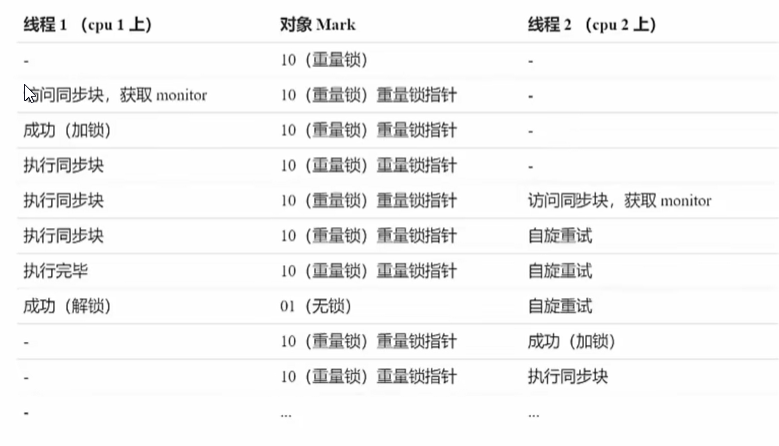 线程 1 （cpu 1 上） 对象 Mark 线程 2 （cpu 2 上）
- 10（重量锁） -
访问同步块，获取 monitor 10（重量锁）重量锁指针 -
成功（加锁） 10（重量锁）重量锁指针 -
执行同步块 10（重量锁）重量锁指针 -
执行同步块 10（重量锁）重量锁指针 访问同步块，获取 monitor
执行同步块 10（重量锁）重量锁指针 自旋重试
执行完毕 10（重量锁）重量锁指针 自旋重试
成功（解锁） 01（无锁） 自旋重试
- 10（重量锁）重量锁指针 成功（加锁）
- 10（重量锁）重量锁指针 执行同步块
- ... ...